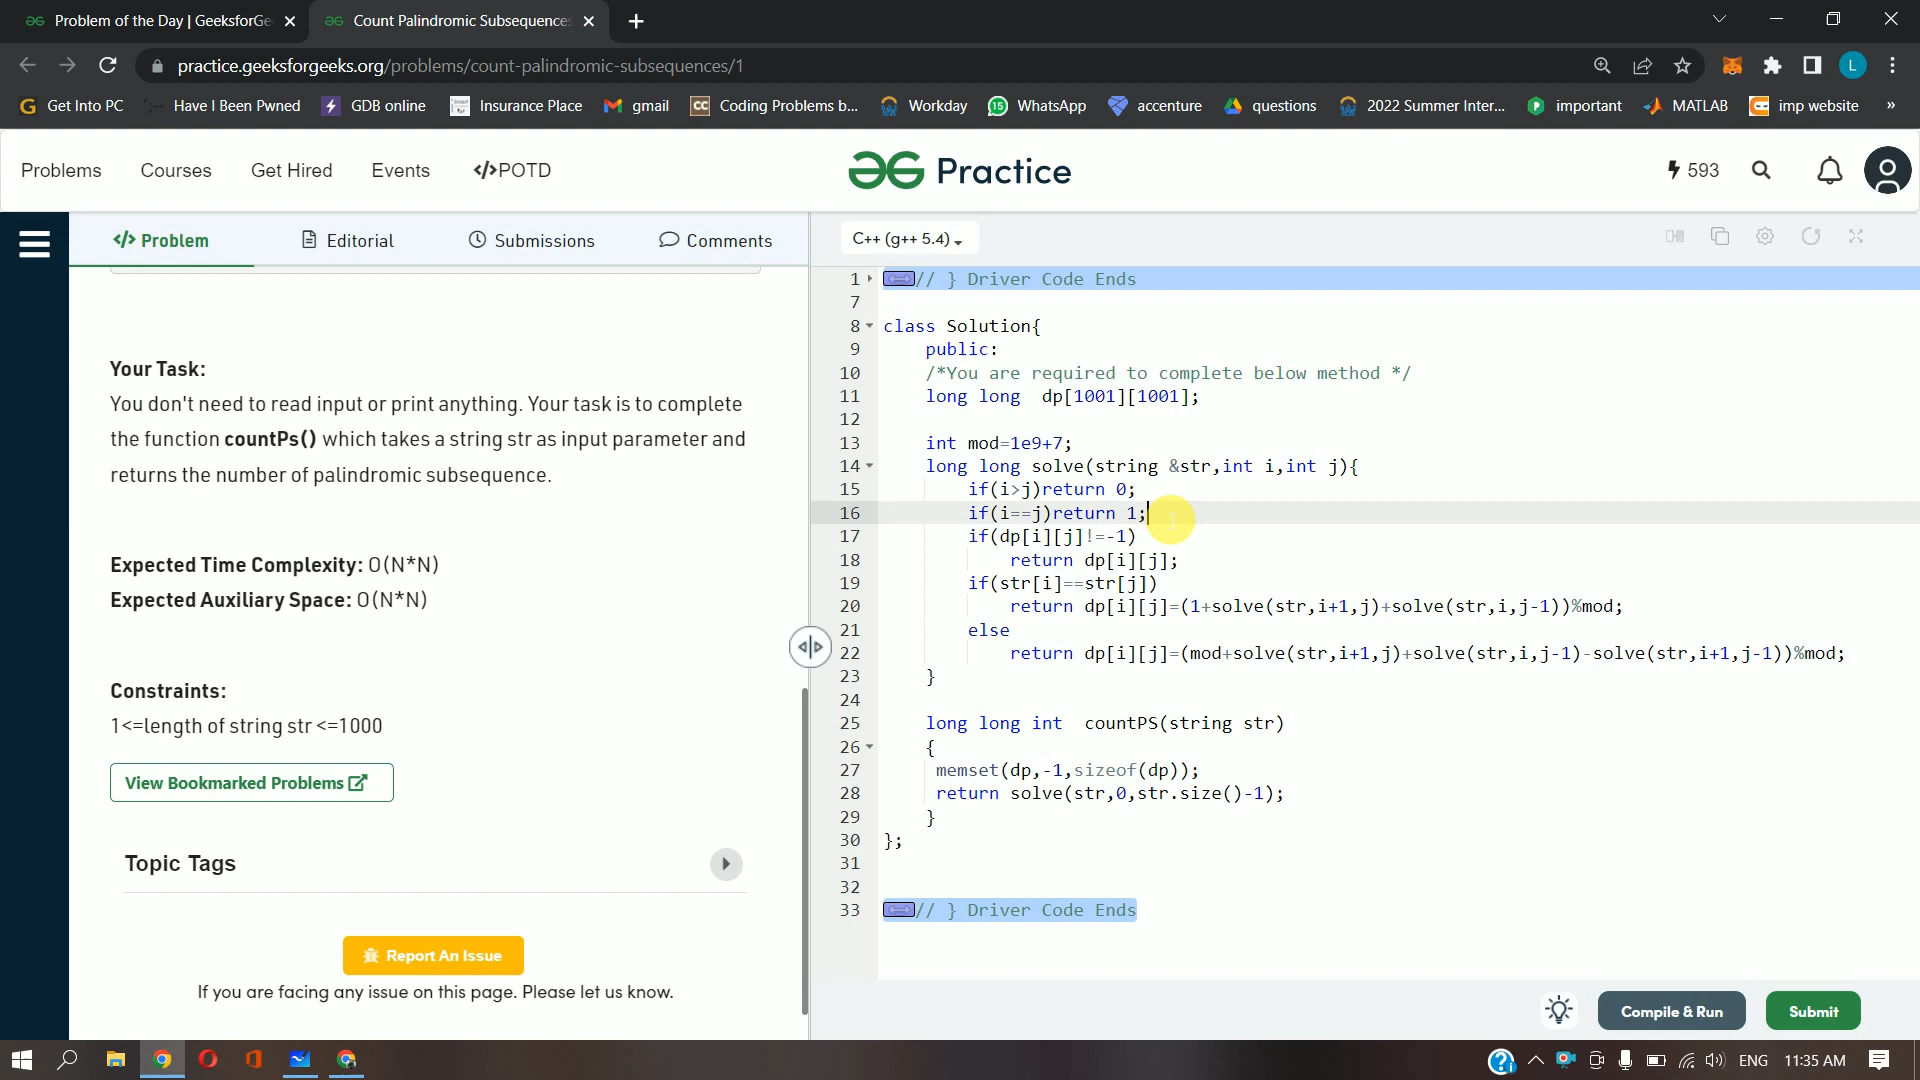 Problem of the Day | GeeksforGe
Count Palindromic Subsequences
practice.geeksforgeeks.org/problems/count-palindromic-subsequences/1
L
Get Into PC
Have I Been Pwned
GDB online
Insurance Place
gmail
Coding Problems b...
Workday
WhatsApp
accenture
questions
2022 Summer Inter...
important
MATLAB
imp website
»
Problems
Courses
Get Hired
Events
</>POTD
Practice
593
</> Problem
Editorial
Submissions
Comments
C++ (g++ 5.4)
Your Task:
You don't need to read input or print anything. Your task is to complete
the function countPs() which takes a string str as input parameter and
returns the number of palindromic subsequence.
Expected Time Complexity: O(N*N)
Expected Auxiliary Space: O(N*N)
Constraints:
1<=length of string str <=1000
View Bookmarked Problems
Topic Tags
Report An Issue
If you are facing any issue on this page. Please let us know.
1 // } Driver Code Ends
7
8 class Solution{
9 public:
10 /*You are required to complete below method */
11 long long  dp[1001][1001];
12
13 int mod=1e9+7;
14 long long solve(string &str,int i,int j){
15 if(i>j)return 0;
16 if(i==j)return 1;
17 if(dp[i][j]!=-1)
18 return dp[i][j];
19 if(str[i]==str[j])
20 return dp[i][j]=(1+solve(str,i+1,j)+solve(str,i,j-1))%mod;
21 else
22 return dp[i][j]=(mod+solve(str,i+1,j)+solve(str,i,j-1)-solve(str,i+1,j-1))%mod;
23 }
24
25 long long int  countPS(string str)
26 {
27 memset(dp,-1,sizeof(dp));
28 return solve(str,0,str.size()-1);
29 }
30 };
31
32
33 // } Driver Code Ends
Compile & Run
Submit
ENG
11:35 AM